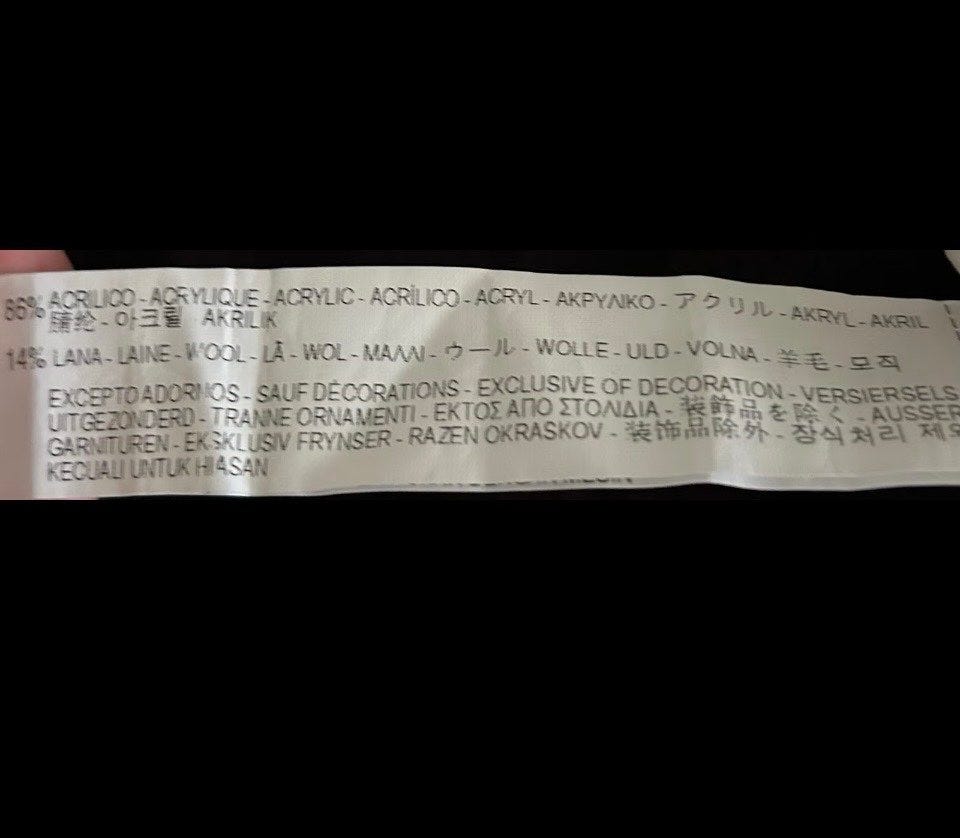 86% ACRILICO - ACRYLIQUE - ACRYLIC - ACRÍLICO - ACRYL - ΑΚΡΥΛΙΚΟ - アクリル - AKRYL - AKRIL
腈纶 - 아크릴 AKRILIK
14% LANA - LAINE - WOOL - LÃ - WOL - ΜΑΛΛΙ - ウール - WOLLE - ULD - VOLNA - 羊毛 - 모직
EXCEPTO ADORNOS - SAUF DÉCORATIONS - EXCLUSIVE OF DECORATION - VERSIERSELS
UITGEZONDERD - TRANNE ORNAMENTI - ΕΚΤΟΣ ΑΠΟ ΣΤΟΛΙΔΙΑ - 装飾品を除く - AUSSER
GARNITUREN - EKSKLUSIV FRYNSER - RAZEN OKRASKOV - 装饰品除外 - 장식 처리 제외
KECUALI UNTUK HIASAN